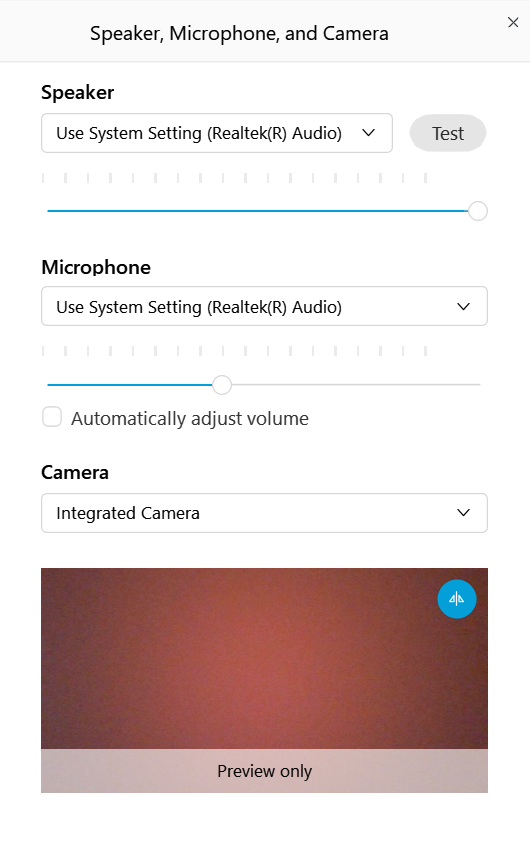 Speaker, Microphone, and Camera
Speaker
Use System Setting (Realtek(R) Audio)
Test
Microphone
Use System Setting (Realtek(R) Audio)
Automatically adjust volume
Camera
Integrated Camera
Preview only